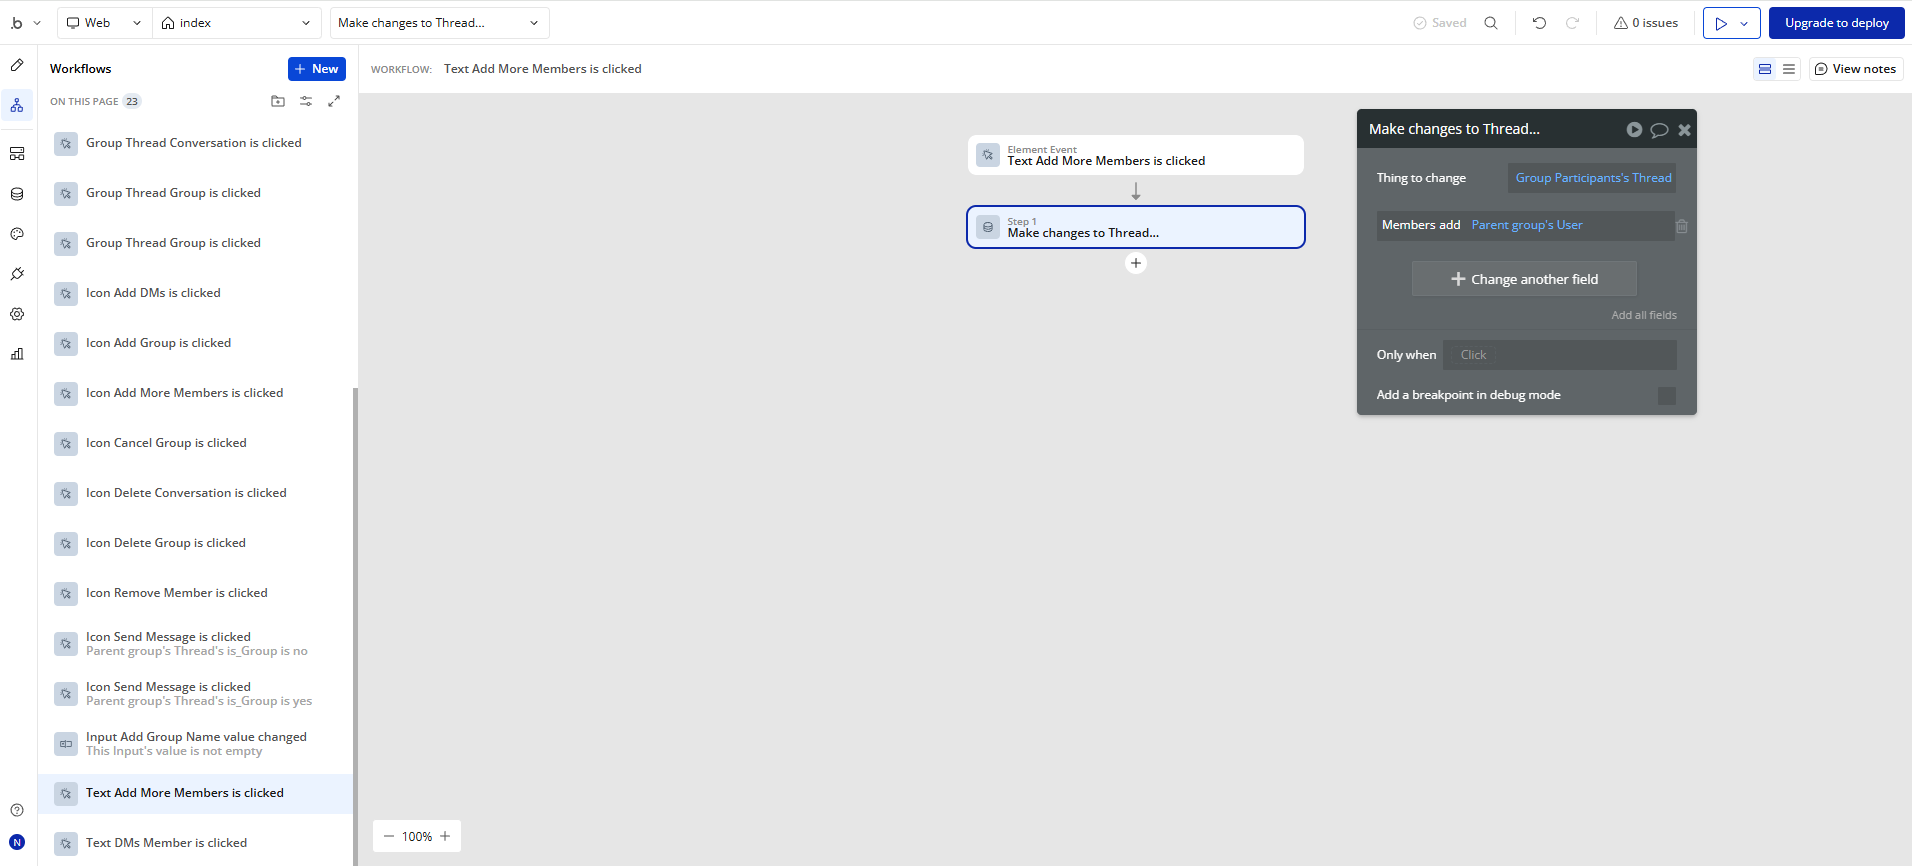 .b
Web
index
Make changes to Thread...
Saved
0 issues
Upgrade to deploy
Workflows
New
ON THIS PAGE 23
Group Thread Conversation is clicked
Group Thread Group is clicked
Group Thread Group is clicked
Icon Add DMs is clicked
Icon Add Group is clicked
Icon Add More Members is clicked
Icon Cancel Group is clicked
Icon Delete Conversation is clicked
Icon Delete Group is clicked
Icon Remove Member is clicked
Icon Send Message is clicked
Parent group's Thread's is_Group is no
Icon Send Message is clicked
Parent group's Thread's is_Group is yes
Input Add Group Name value changed
This Input's value is not empty
Text Add More Members is clicked
Text DMs Member is clicked
N
WORKFLOW: Text Add More Members is clicked
View notes
Element Event
Text Add More Members is clicked
Step 1
Make changes to Thread...
100%
Make changes to Thread...
Thing to change Group Participants's Thread
Members add Parent group's User
Change another field
Add all fields
Only when Click
Add a breakpoint in debug mode